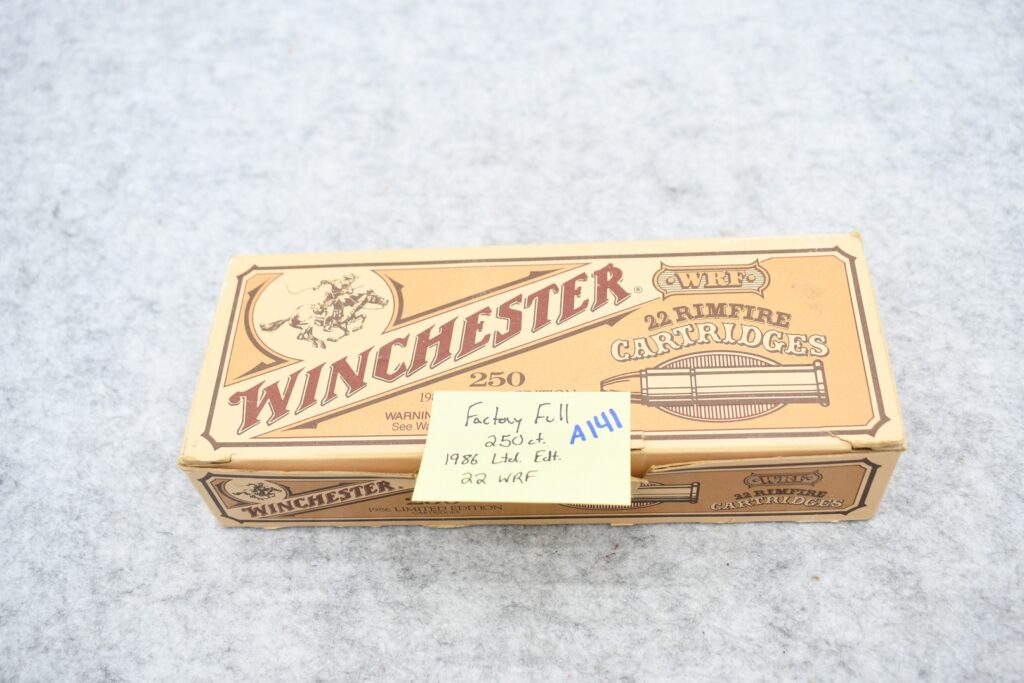 WINCHESTER®
WRF
22 RIMFIRE
CARTRIDGES
250
WARNIN
See Wa
Factory Full
250 ct.
1986 Ltd. Edt.
22 WRF
A141
WINCHESTER
1986 LIMITED EDITION
WRF
22 RIMFIRE
CARTRIDGES